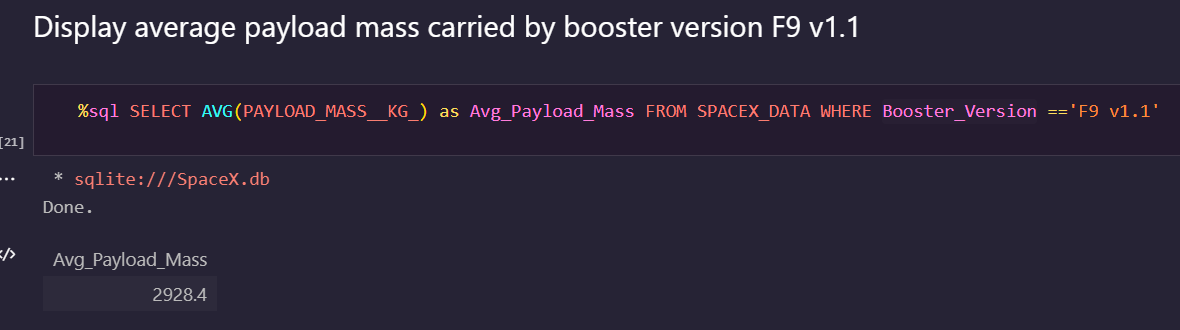 Display average payload mass carried by booster version F9 v1.1
%sql SELECT AVG(PAYLOAD_MASS__KG_) as Avg_Payload_Mass FROM SPACEX_DATA WHERE Booster_Version =='F9 v1.1'
[21]
... * sqlite:///SpaceX.db
Done.
</>
Avg_Payload_Mass
2928.4